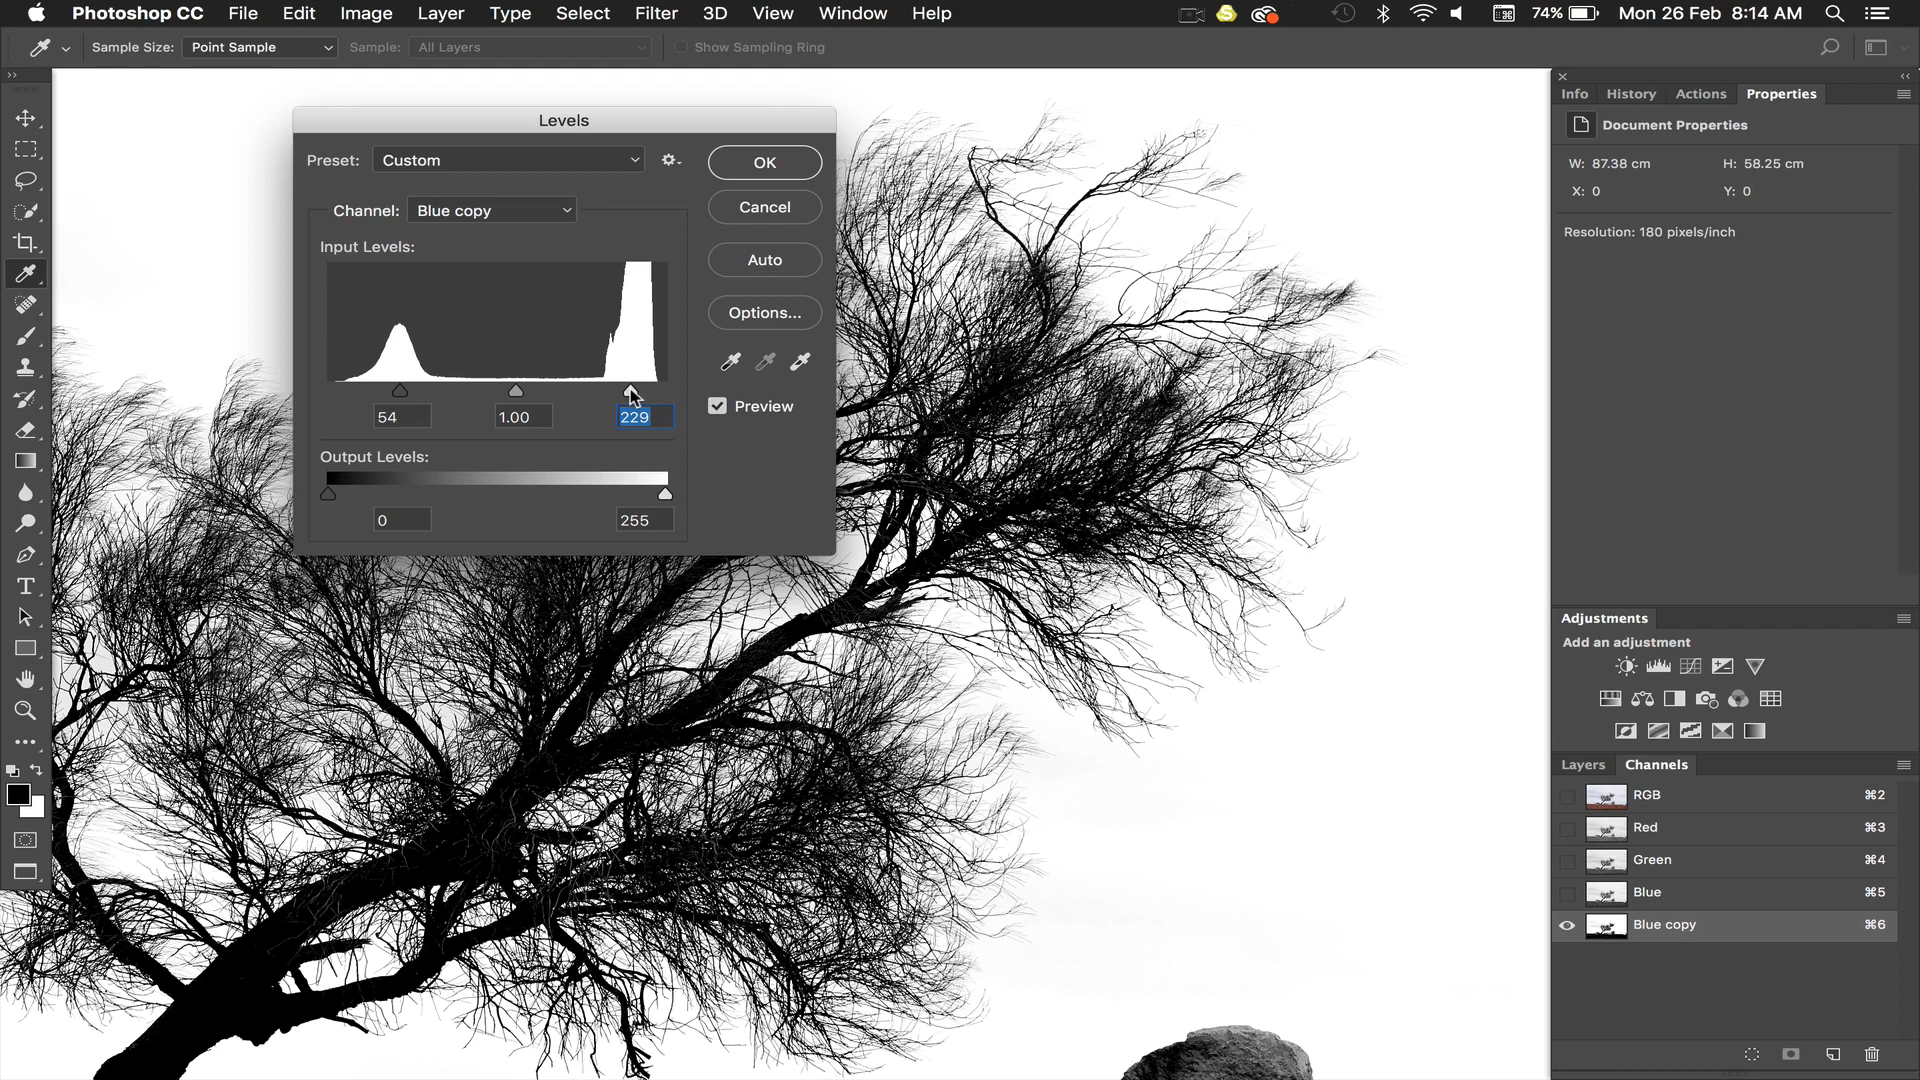 Photoshop CC File Edit Image Layer Type Select Filter 3D View Window Help 74% Mon 26 Feb 8:14 AM
Sample Size: Point Sample Sample: All Layers Show Sampling Ring
Levels
Preset: Custom
OK
Channel: Blue copy
Cancel
Input Levels:
Auto
Options...
Preview
54 1.00 229
Output Levels:
0 255
Info History Actions Properties
Document Properties
W: 87.38 cm H: 58.25 cm
X: 0 Y: 0
Resolution: 180 pixels/inch
Adjustments
Add an adjustment
Layers Channels
RGB ⌘2
Red ⌘3
Green ⌘4
Blue ⌘5
Blue copy ⌘6